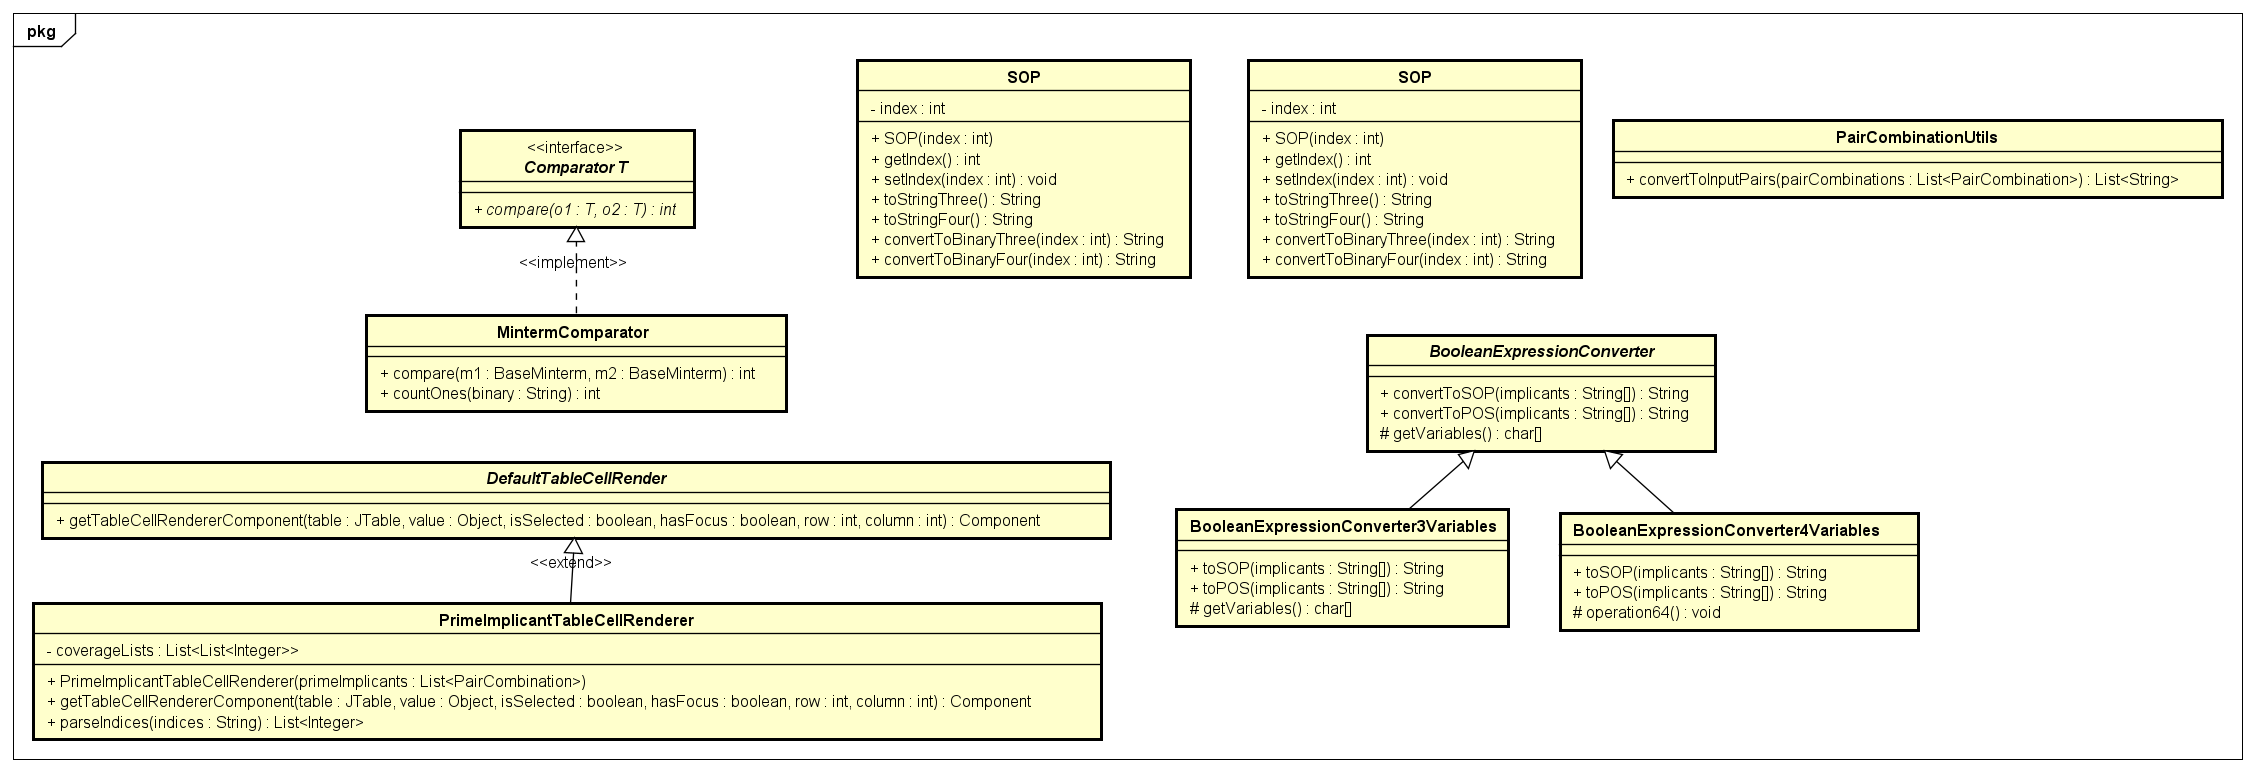 pkg
<<interface>>
Comparator T
+ compare(o1 : T, o2 : T) : int
<<implement>>
MintermComparator
+ compare(m1 : BaseMinterm, m2 : BaseMinterm) : int
+ countOnes(binary : String) : int
SOP
- index : int
+ SOP(index : int)
+ getIndex() : int
+ setIndex(index : int) : void
+ toStringThree() : String
+ toStringFour() : String
+ convertToBinaryThree(index : int) : String
+ convertToBinaryFour(index : int) : String
SOP
- index : int
+ SOP(index : int)
+ getIndex() : int
+ setIndex(index : int) : void
+ toStringThree() : String
+ toStringFour() : String
+ convertToBinaryThree(index : int) : String
+ convertToBinaryFour(index : int) : String
PairCombinationUtils
+ convertToInputPairs(pairCombinations : List<PairCombination>) : List<String>
BooleanExpressionConverter
+ convertToSOP(implicants : String[]) : String
+ convertToPOS(implicants : String[]) : String
# getVariables() : char[]
DefaultTableCellRender
+ getTableCellRendererComponent(table : JTable, value : Object, isSelected : boolean, hasFocus : boolean, row : int, column : int) : Component
<<extend>>
PrimeImplicantTableCellRenderer
- coverageLists : List<List<Integer>>
+ PrimeImplicantTableCellRenderer(primeImplicants : List<PairCombination>)
+ getTableCellRendererComponent(table : JTable, value : Object, isSelected : boolean, hasFocus : boolean, row : int, column : int) : Component
+ parseIndices(indices : String) : List<Integer>
BooleanExpressionConverter3Variables
+ toSOP(implicants : String[]) : String
+ toPOS(implicants : String[]) : String
# getVariables() : char[]
BooleanExpressionConverter4Variables
+ toSOP(implicants : String[]) : String
+ toPOS(implicants : String[]) : String
# operation64() : void